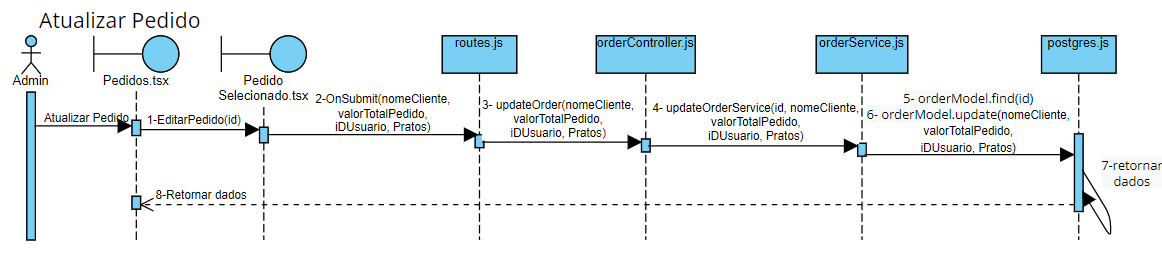 Atualizar Pedido
Admin
Pedidos.tsx
Pedido
Selecionado.tsx
routes.js
orderController.js
orderService,js
postgres.js
Atualizar Pedido
1-EditarPedido(id)
2-OnSubmit(nomeCliente,
valorTotalPedido,
iDUsuario, Pratos)
3- updateOrder(nomeCliente,
valorTotalPedido,
iDUsuario, Pratos)
4- updateOrderService(id, nomeCliente,
valorTotalPedido,
iDUsuario, Pratos)
5- orderModel.find(id)
6- orderModel.update(nomeCliente,
valorTotalPedido,
iDUsuario, Pratos)
7-retornar
dados
8-Retornar dados